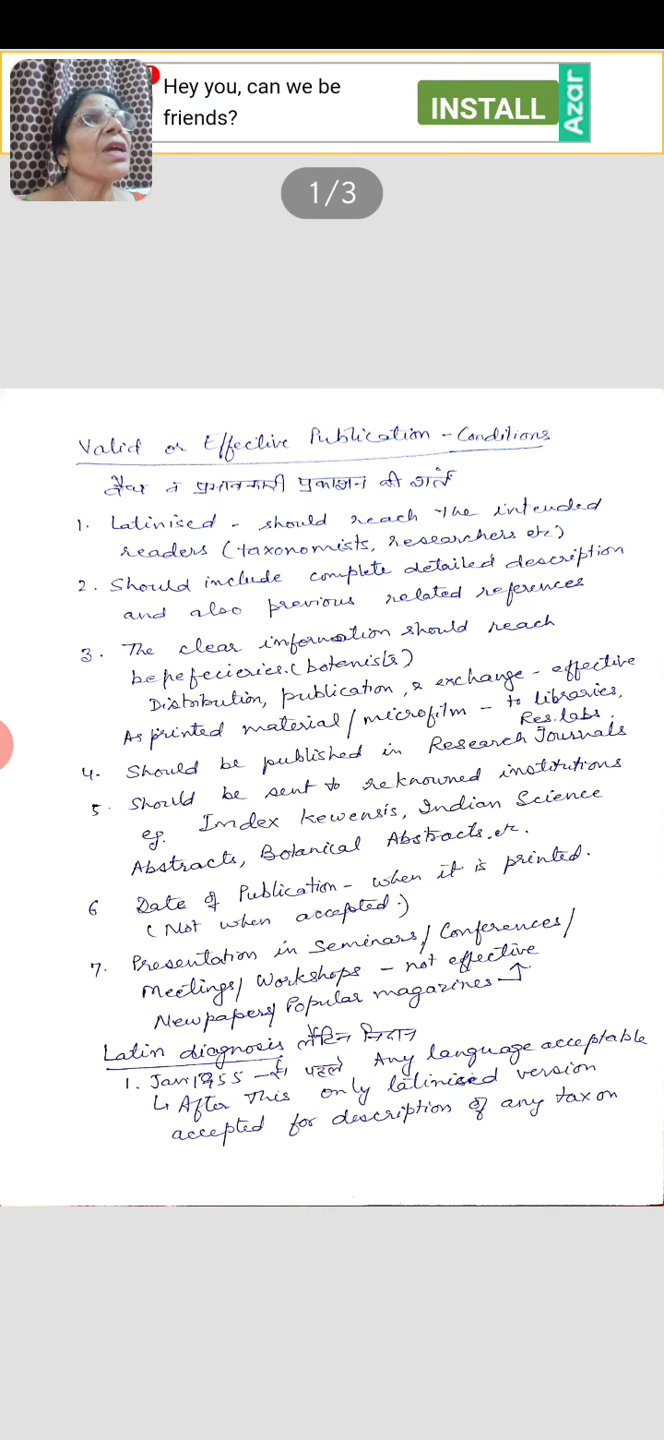 Hey you, can we be
friends?
INSTALL
Azar
1/3
Valid or Effective Publication - Conditions
वैध व प्रभावकारी प्रकाशन की शर्तें
1. Latinised - should reach the intended
readers (taxonomists, researchers etc)
2. Should include complete detailed description
and also previous related references
3. The clear information should reach
bepefecieries. (botanists)
Distribution, publication, & exchange - effective
As printed material/microfilm - to libraries,
Res. labs.
4. Should be published in Research Journals
5. Should be sent to reknowned institutions
eg. Index Kewensis, Indian Science
Abstracts, Botanical Abstracts, etc.
6 Date of Publication - when it is printed.
(Not when accepted.)
7. Presentation in Seminars/Conferences/
Meetings/Workshops - not effective
Newpapers/Popular magazines
Latin diagnosis लैटिन निदान
1. Jan 1955 - से पहले Any language acceptable
↳ After this only latinised version
accepted for description of any taxon